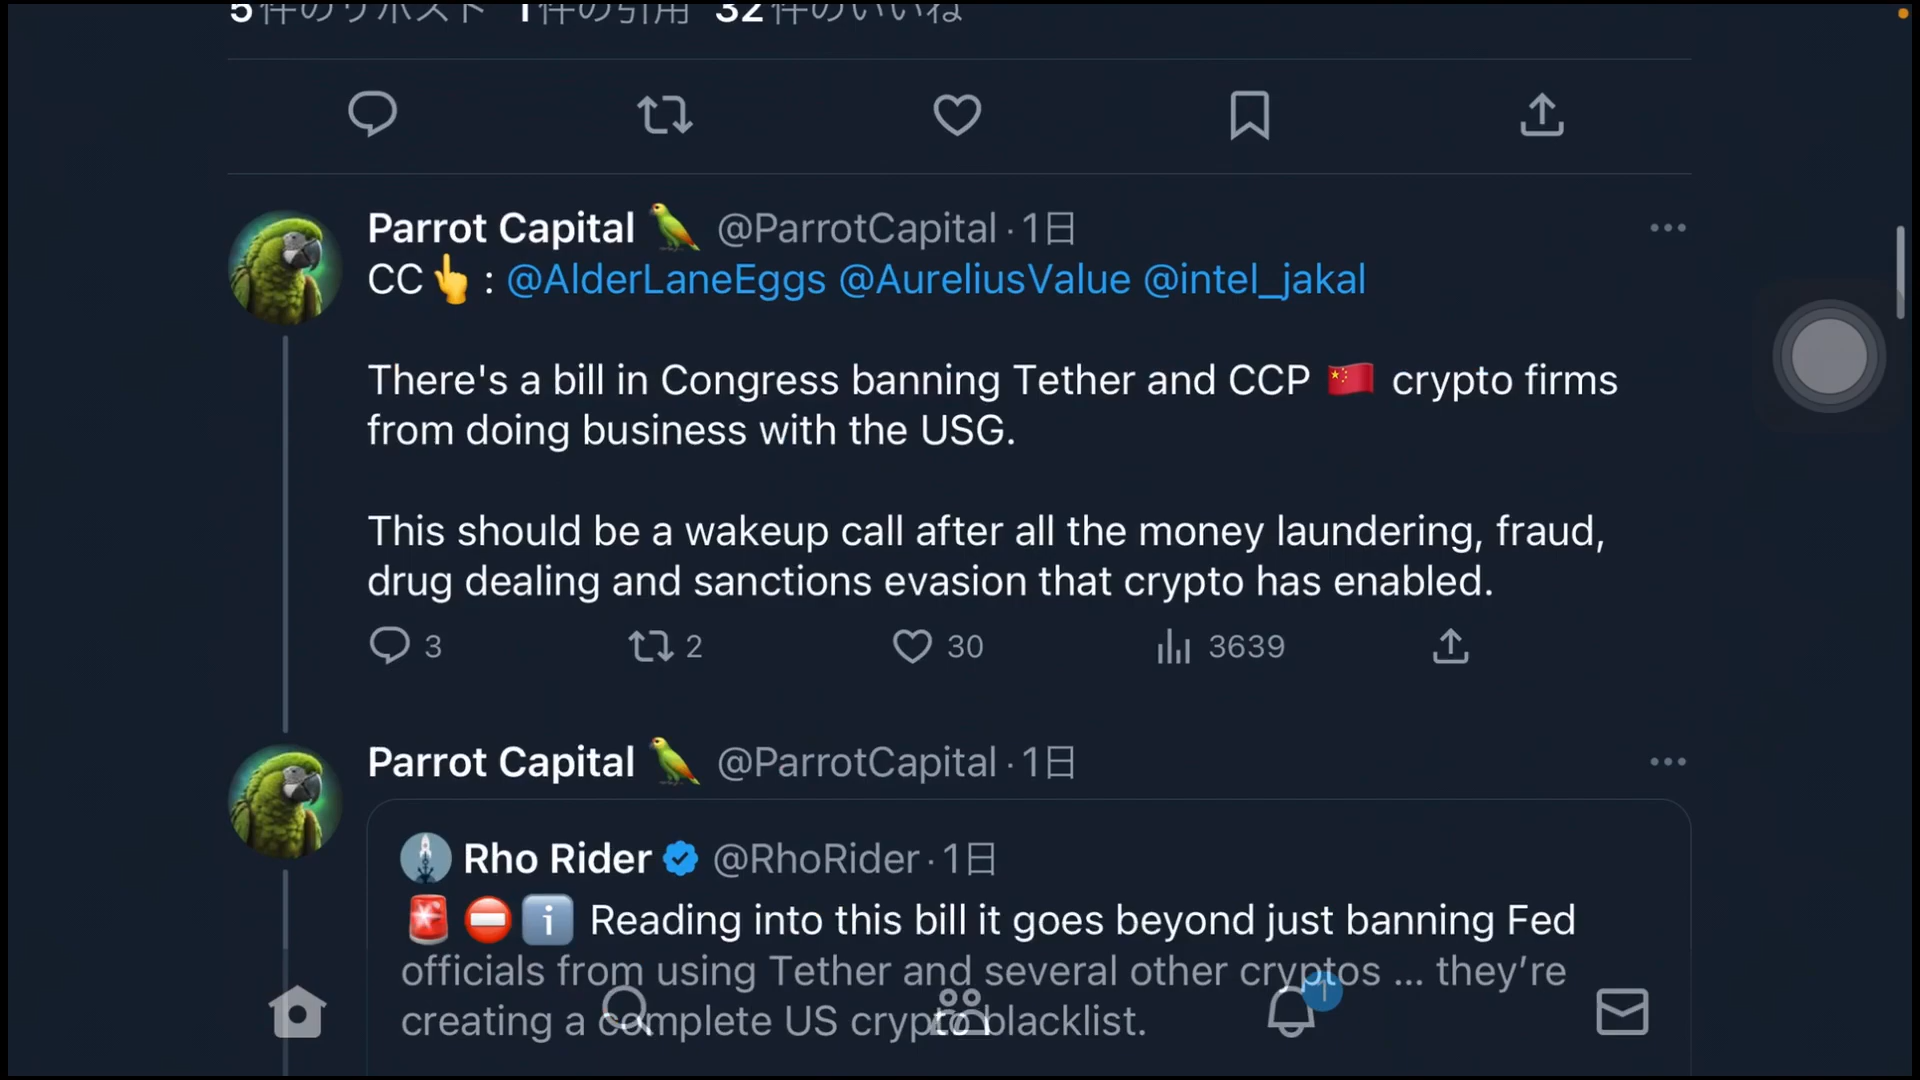 5件のリポスト 1件の引用 32件のいいね
Parrot Capital 🦜 @ParrotCapital · 1日
CC👆 : @AlderLaneEggs @AureliusValue @intel_jakal
There's a bill in Congress banning Tether and CCP 🇨🇳 crypto firms
from doing business with the USG.
This should be a wakeup call after all the money laundering, fraud,
drug dealing and sanctions evasion that crypto has enabled.
3 2 30 3639
Parrot Capital 🦜 @ParrotCapital · 1日
Rho Rider @RhoRider · 1日
🚨⛔ℹ️ Reading into this bill it goes beyond just banning Fed
officials from using Tether and several other cryptos ... they’re
creating a complete US crypto blacklist.
1